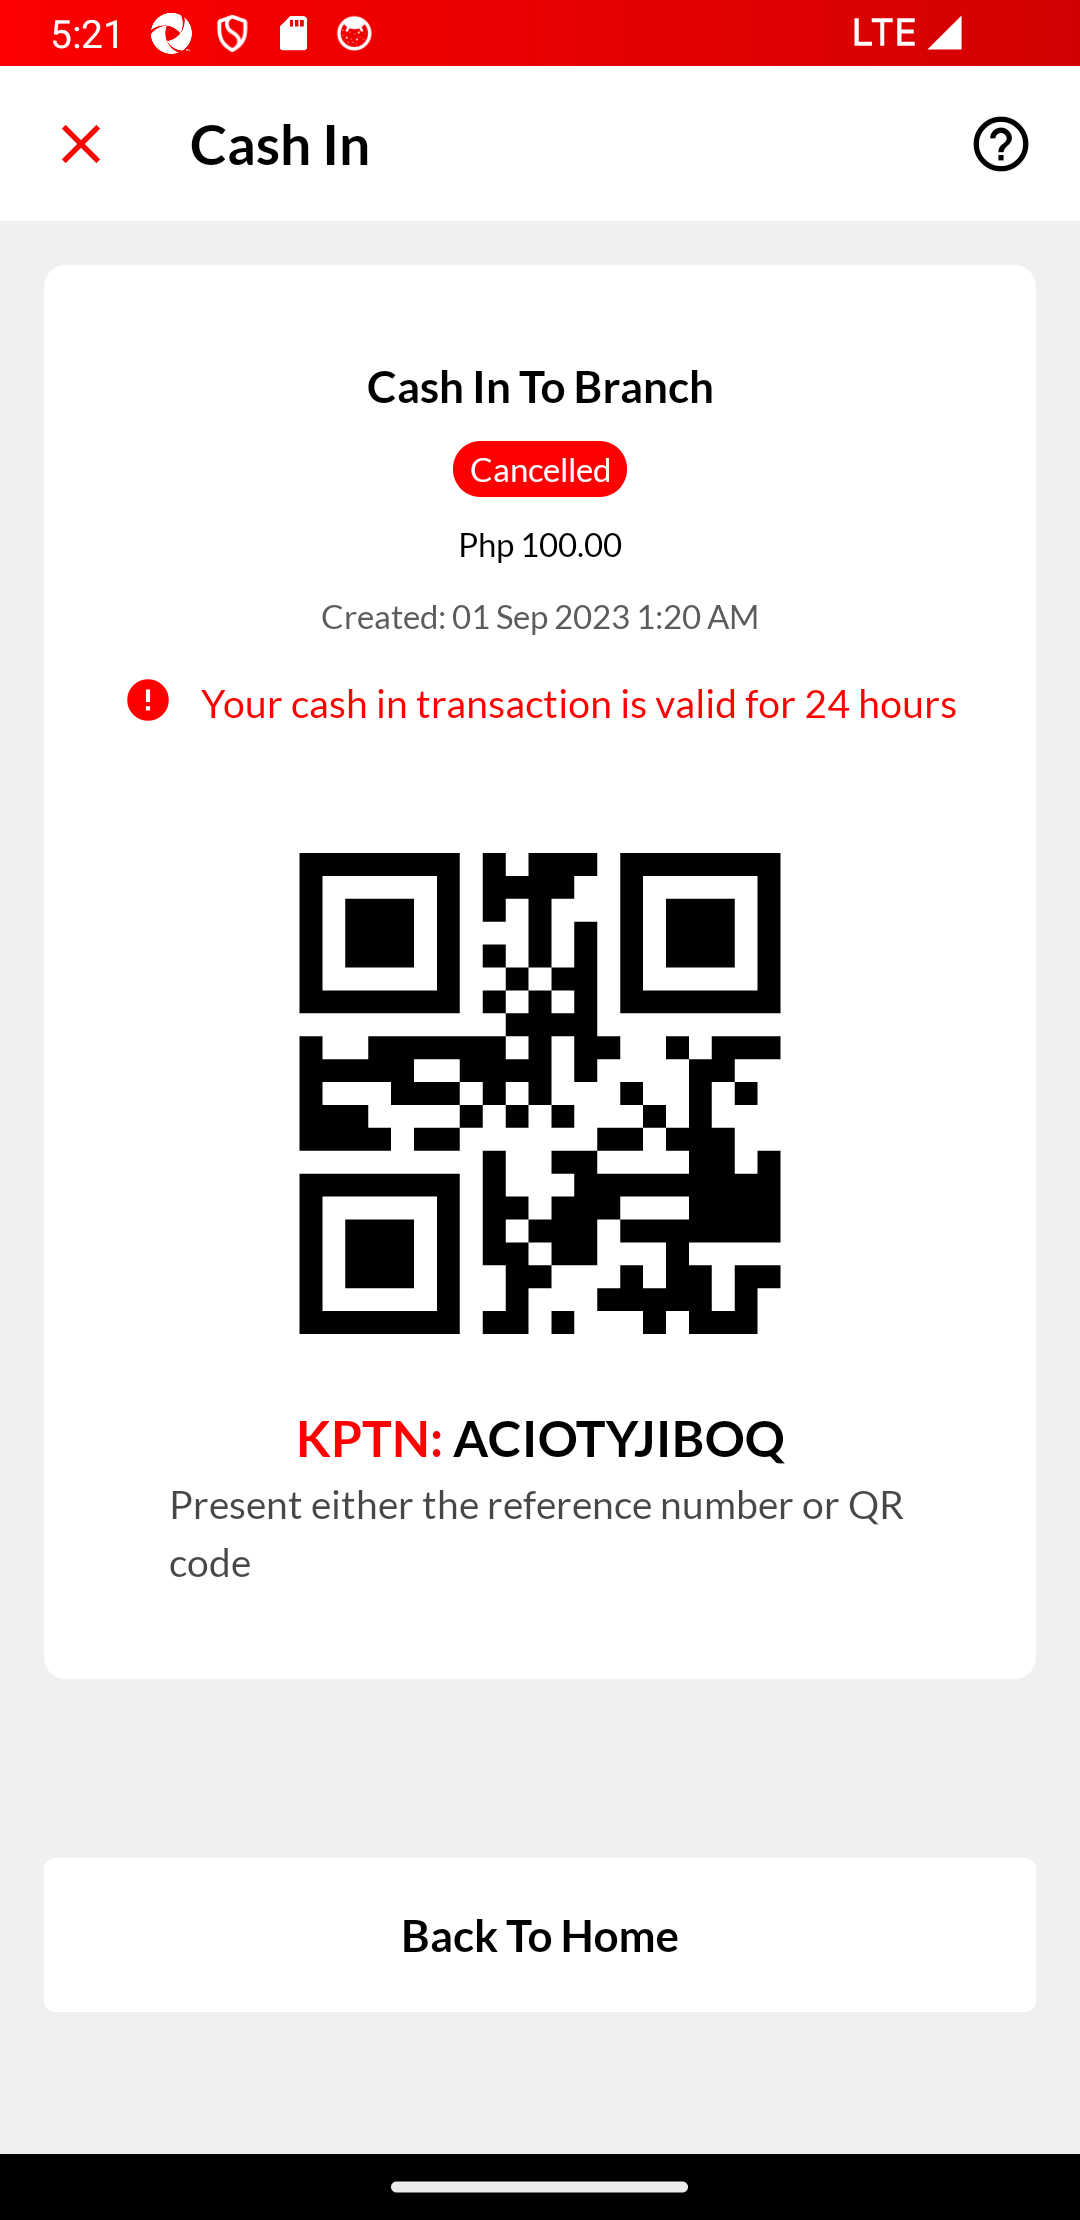 5:21
LTE
Cash In
Cash In To Branch
Cancelled
Php 100.00
Created: 01 Sep 2023 1:20 AM
Your cash in transaction is valid for 24 hours
KPTN: ACIOTYJIBOQ
Present either the reference number or QR
code
Back To Home